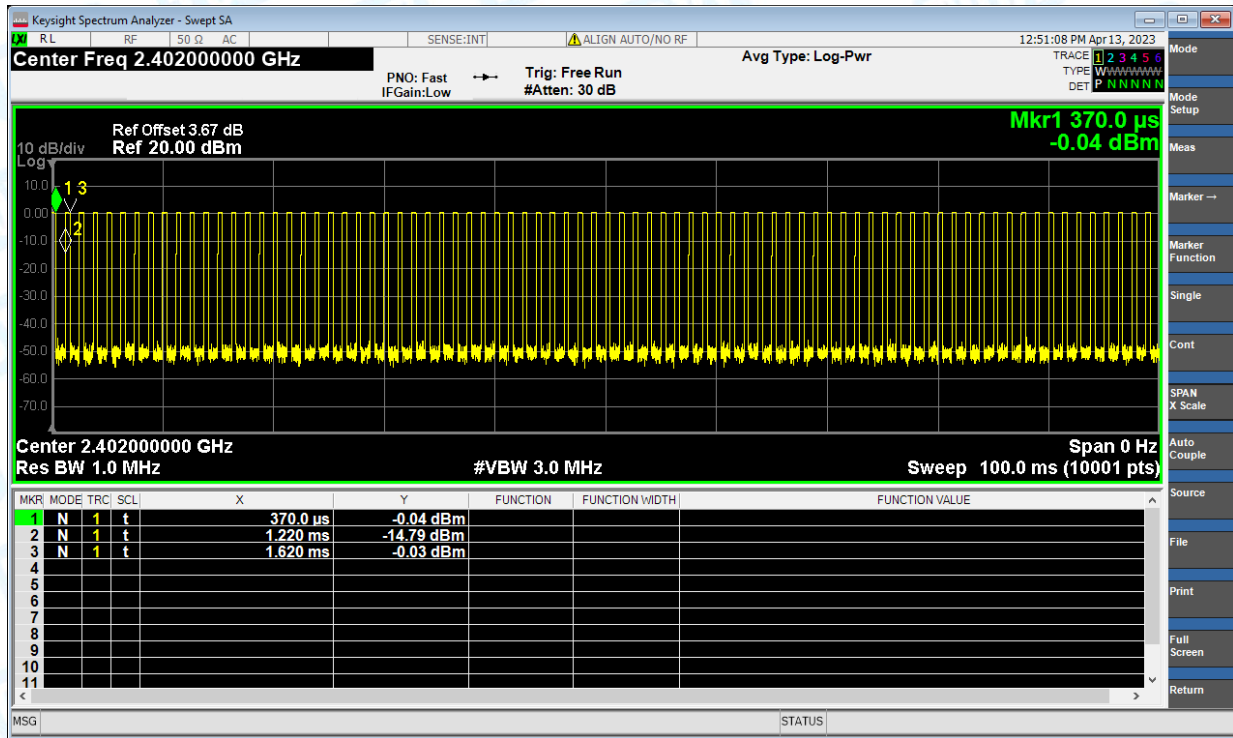 Keysight Spectrum Analyzer - Swept SA
LXI RL RF 50 Ω AC SENSE:INT ALIGN AUTO/NO RF 12:51:08 PM Apr 13, 2023
Center Freq 2.402000000 GHz
Avg Type: Log-Pwr
TRACE 1 2 3 4 5 6
PNO: Fast Trig: Free Run
TYPE WWWWWW
IFGain:Low #Atten: 30 dB
DET P N N N N N
Mkr1 370.0 µs
-0.04 dBm
Ref Offset 3.67 dB
10 dB/div Ref 20.00 dBm
Log
10.0
0.00
-10.0
-20.0
-30.0
-40.0
-50.0
-60.0
-70.0
1 3
2
Center 2.402000000 GHz Span 0 Hz
Res BW 1.0 MHz #VBW 3.0 MHz Sweep 100.0 ms (10001 pts)
MKR MODE TRC SCL X Y FUNCTION FUNCTION WIDTH FUNCTION VALUE
1 N 1 t 370.0 µs -0.04 dBm
2 N 1 t 1.220 ms -14.79 dBm
3 N 1 t 1.620 ms -0.03 dBm
4
5
6
7
8
9
10
11
MSG STATUS
Mode
Mode
Setup
Meas
Marker →
Marker
Function
Single
Cont
SPAN
X Scale
Auto
Couple
Source
File
Print
Full
Screen
Return